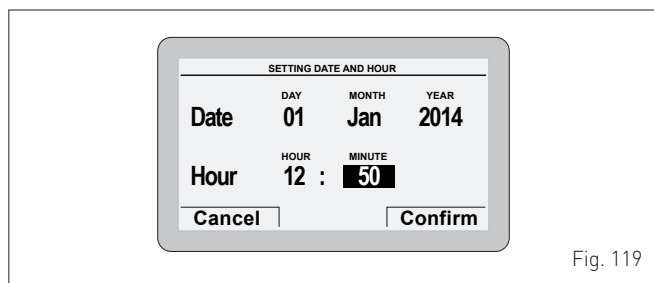 SETTING DATE AND HOUR
DAY MONTH YEAR
Date 01 Jan 2014
HOUR MINUTE
Hour 12 : 50
Cancel Confirm
Fig. 119